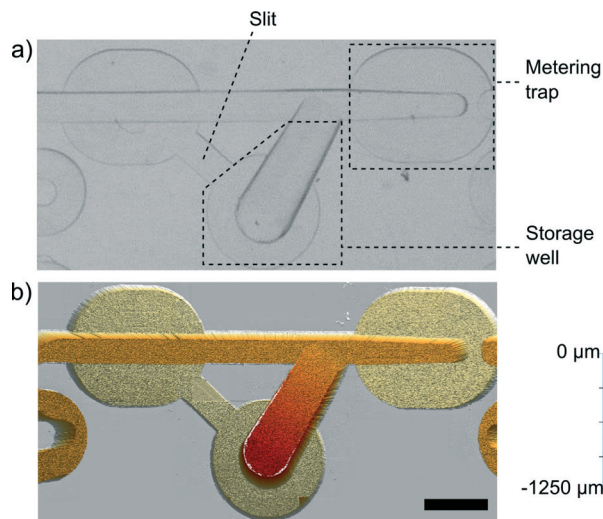 Slit
a)
Metering
trap
Storage
well
b)
0 µm
-1250 µm